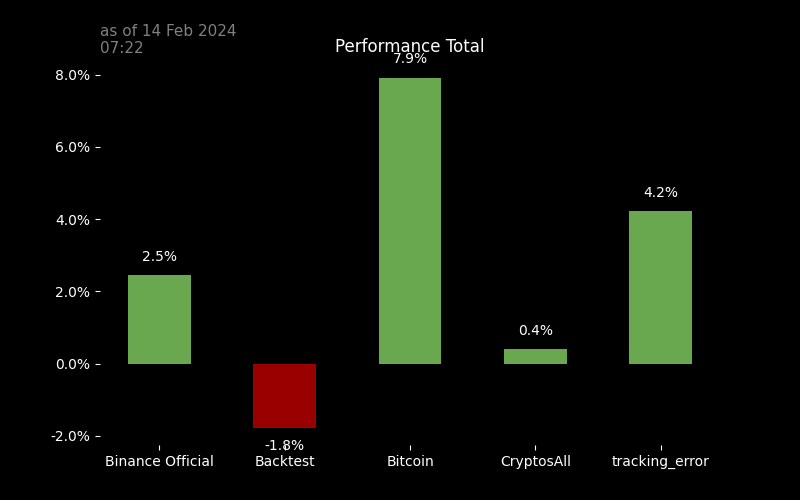 as of 14 Feb 2024
07:22
Performance Total
8.0%
6.0%
4.0%
2.0%
0.0%
-2.0%
2.5%
-1.8%
7.9%
0.4%
4.2%
Binance Official
Backtest
Bitcoin
CryptosAll
tracking_error